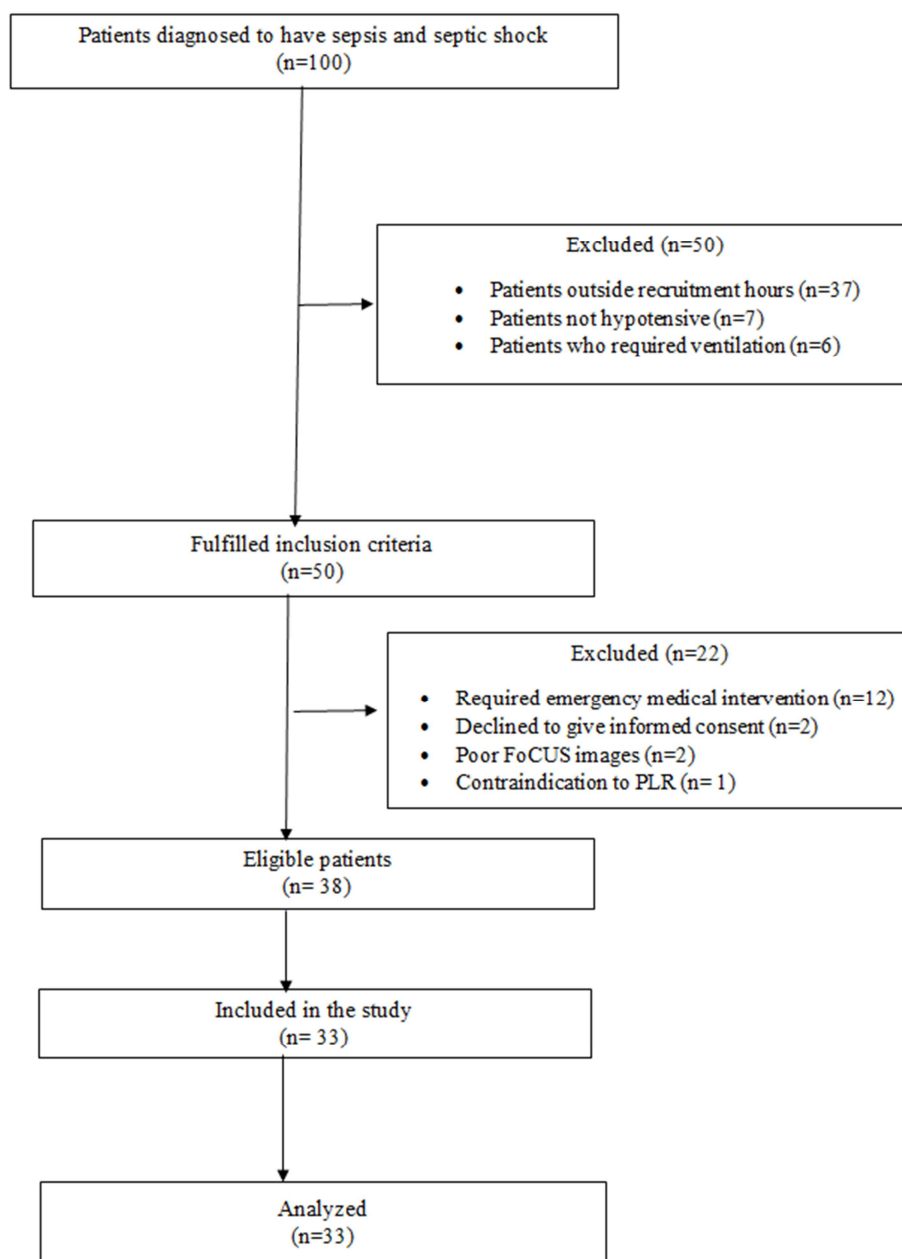 Patients diagnosed to have sepsis and septic shock
(n=100)
Excluded (n=50)
• Patients outside recruitment hours (n=37)
• Patients not hypotensive (n=7)
• Patients who required ventilation (n=6)
Fulfilled inclusion criteria
(n=50)
Excluded (n=22)
• Required emergency medical intervention (n=12)
• Declined to give informed consent (n=2)
• Poor FoCUS images (n=2)
• Contraindication to PLR (n= 1)
Eligible patients
(n= 38)
Included in the study
(n= 33)
Analyzed
(n=33)